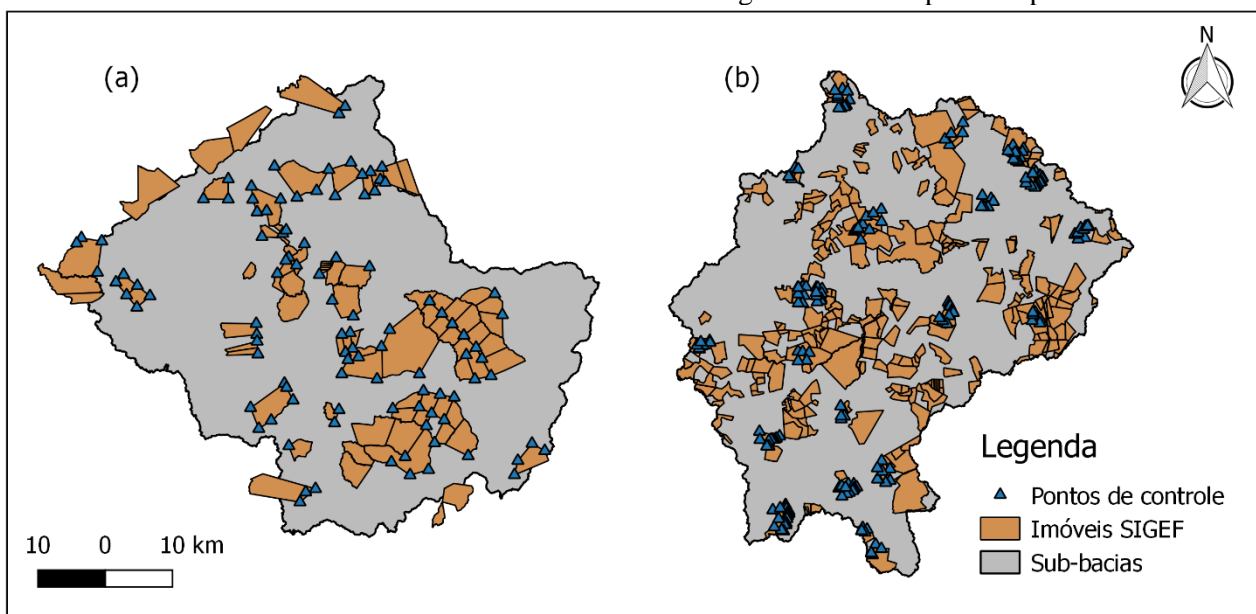 N
(a)
(b)
Legenda
Pontos de controle
Imóveis SIGEF
Sub-bacias
10 0 10 km